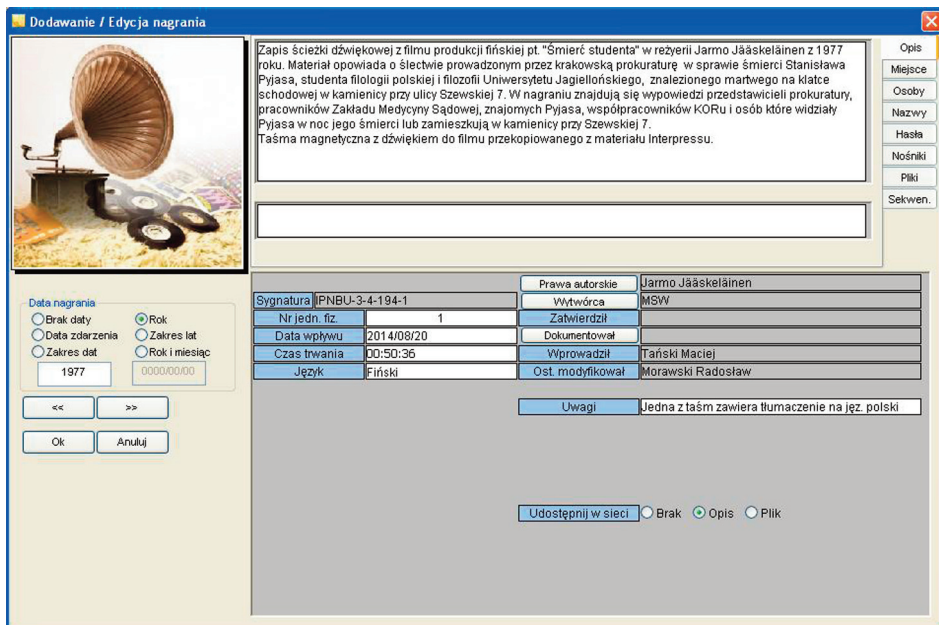 Dodawanie / Edycja nagrania
Zapis ścieżki dźwiękowej z filmu produkcji fińskiej pt. "Śmierć studenta" w reżyerii Jarmo Jääskeläinen z 1977
roku. Materiał opowiada o ślectwie prowadzonym przez krakowską prokuraturę w sprawie śmierci Stanisława
Pyjasa, studenta filologii polskiej i filozofii Uniwersytetu Jagiellońskiego, znalezionego martwego na klatce
schodowej w kamienicy przy ulicy Szewskiej 7. W nagraniu znajdują się wypowiedzi przedstawicieli prokuratury,
pracowników Zakładu Medycyny Sądowej, znajomych Pyjasa, współpracowników KORu i osób które widziały
Pyjasa w noc jego śmierci lub zamieszkują w kamienicy przy Szewskiej 7.
Taśma magnetyczna z dźwiękiem do filmu przekopiowanego z materiału Interpressu.
Opis
Miejsce
Osoby
Nazwy
Hasła
Nośniki
Pliki
Sekwen.
Data nagrania
Brak daty Rok
Data zdarzenia Zakres lat
Zakres dat Rok i miesiąc
1977 0000/00/00
<< >>
Ok Anuluj
Sygnatura IPNBU-3-4-194-1
Nr jedn. fiz. 1
Data wpływu 2014/08/20
Czas trwania 00:50:36
Język Fiński
Prawa autorskie Jarmo Jääskeläinen
Wytwórca MSW
Zatwierdził
Dokumentował
Wprowadził Tański Maciej
Ost. modyfikował Morawski Radosław
Uwagi Jedna z taśm zawiera tłumaczenie na jęz. polski
Udostępnij w sieci Brak Opis Plik